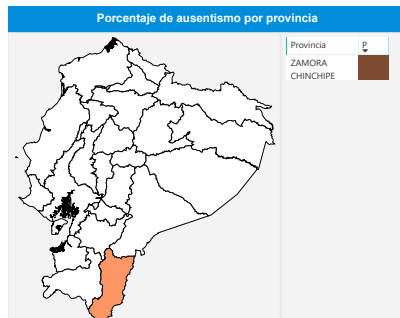 Porcentaje de ausentismo por provincia
Provincia P
ZAMORA
CHINCHIPE